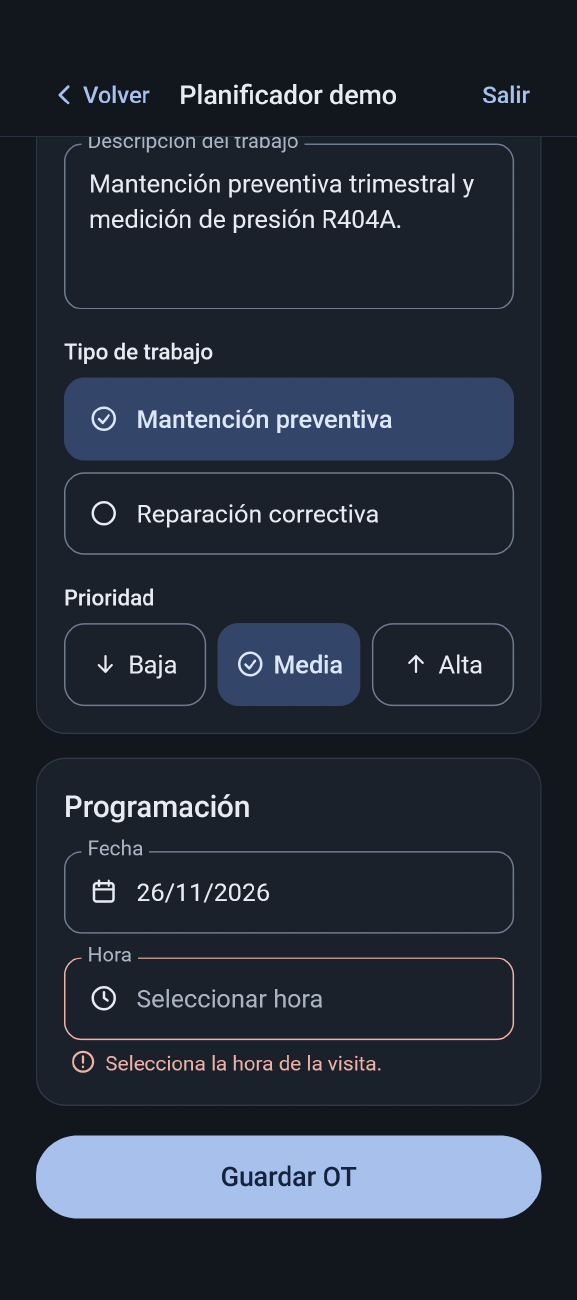 Volver
Planificador demo
Salir
Descripción del trabajo
Mantención preventiva trimestral y
medición de presión R404A.
Tipo de trabajo
Mantención preventiva
Reparación correctiva
Prioridad
Baja
Media
Alta
Programación
Fecha
26/11/2026
Hora
Seleccionar hora
Selecciona la hora de la visita.
Guardar OT